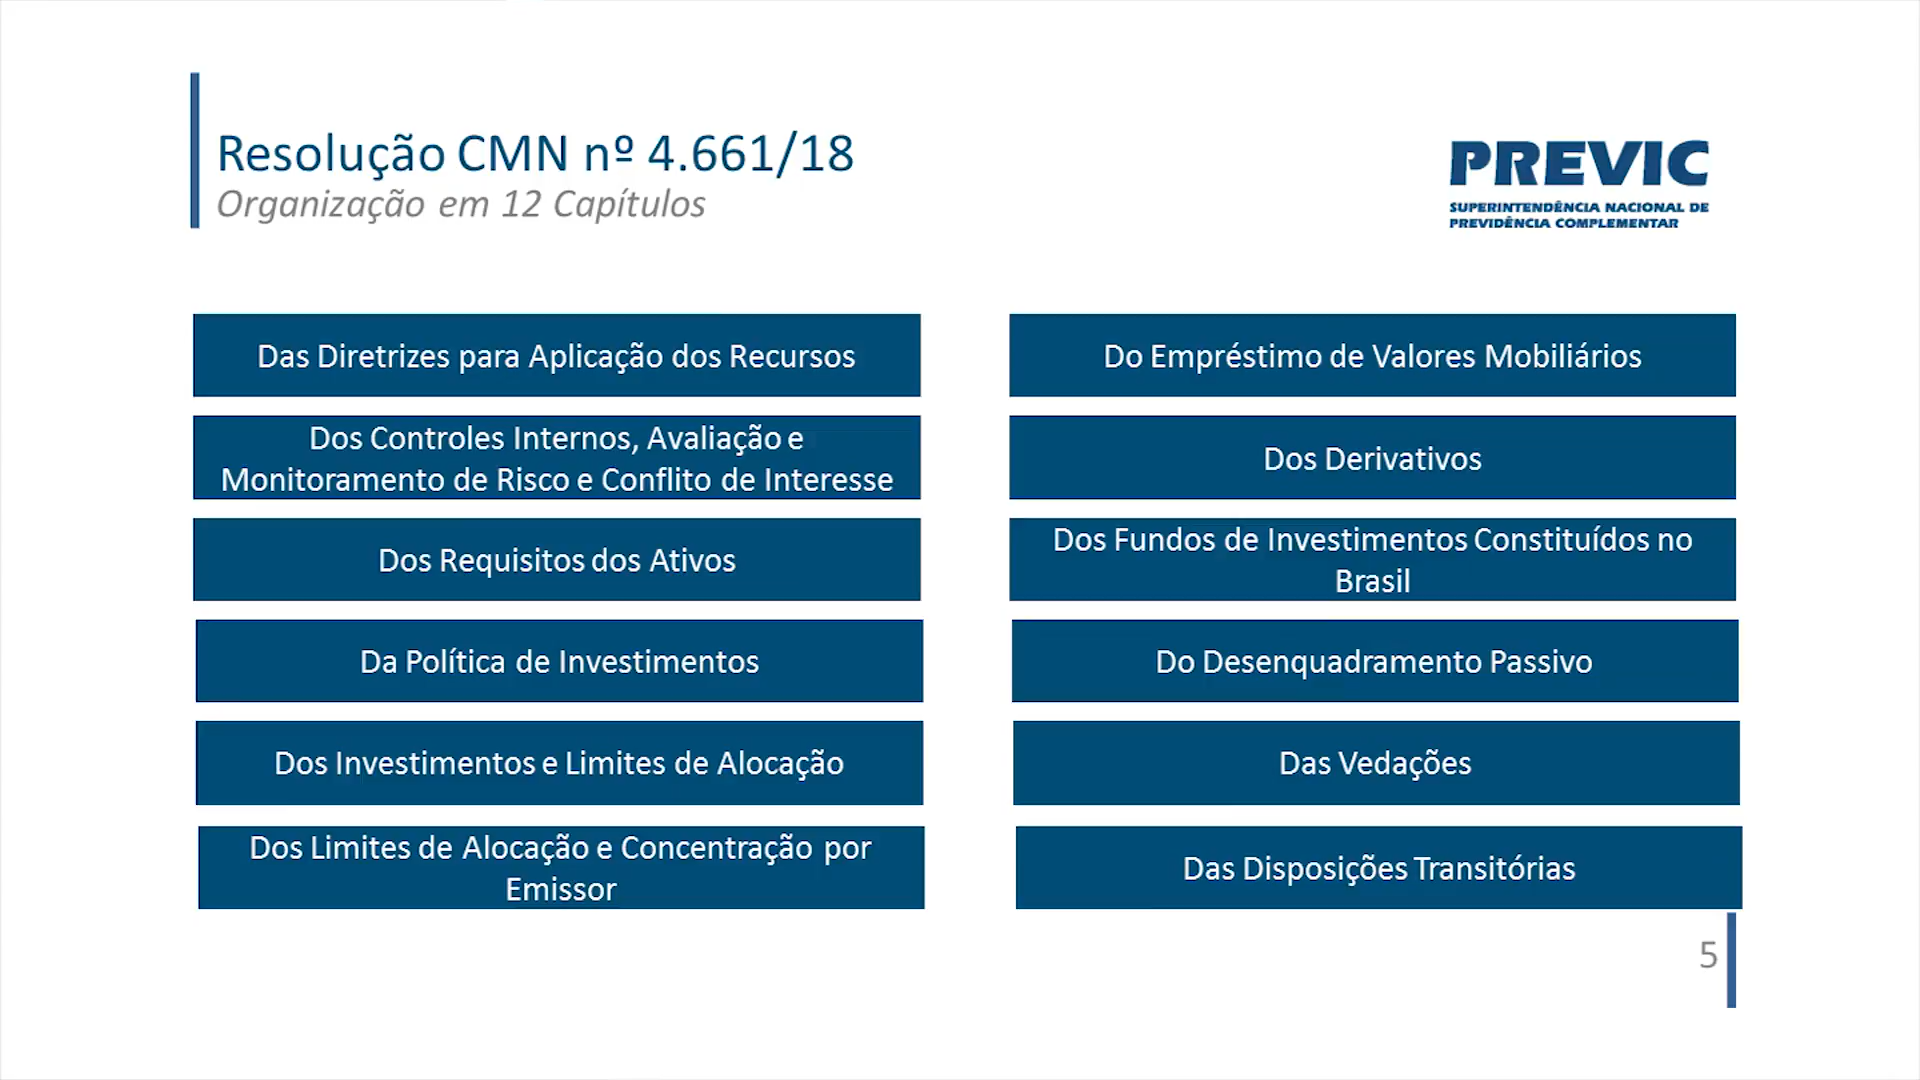 Resolução CMN nº 4.661/18
Organização em 12 Capítulos
PREVIC
SUPERINTENDÊNCIA NACIONAL DE
PREVIDÊNCIA COMPLEMENTAR
Das Diretrizes para Aplicação dos Recursos
Dos Controles Internos, Avaliação e
Monitoramento de Risco e Conflito de Interesse
Dos Requisitos dos Ativos
Da Política de Investimentos
Dos Investimentos e Limites de Alocação
Dos Limites de Alocação e Concentração por
Emissor
Do Empréstimo de Valores Mobiliários
Dos Derivativos
Dos Fundos de Investimentos Constituídos no
Brasil
Do Desenquadramento Passivo
Das Vedações
Das Disposições Transitórias
5